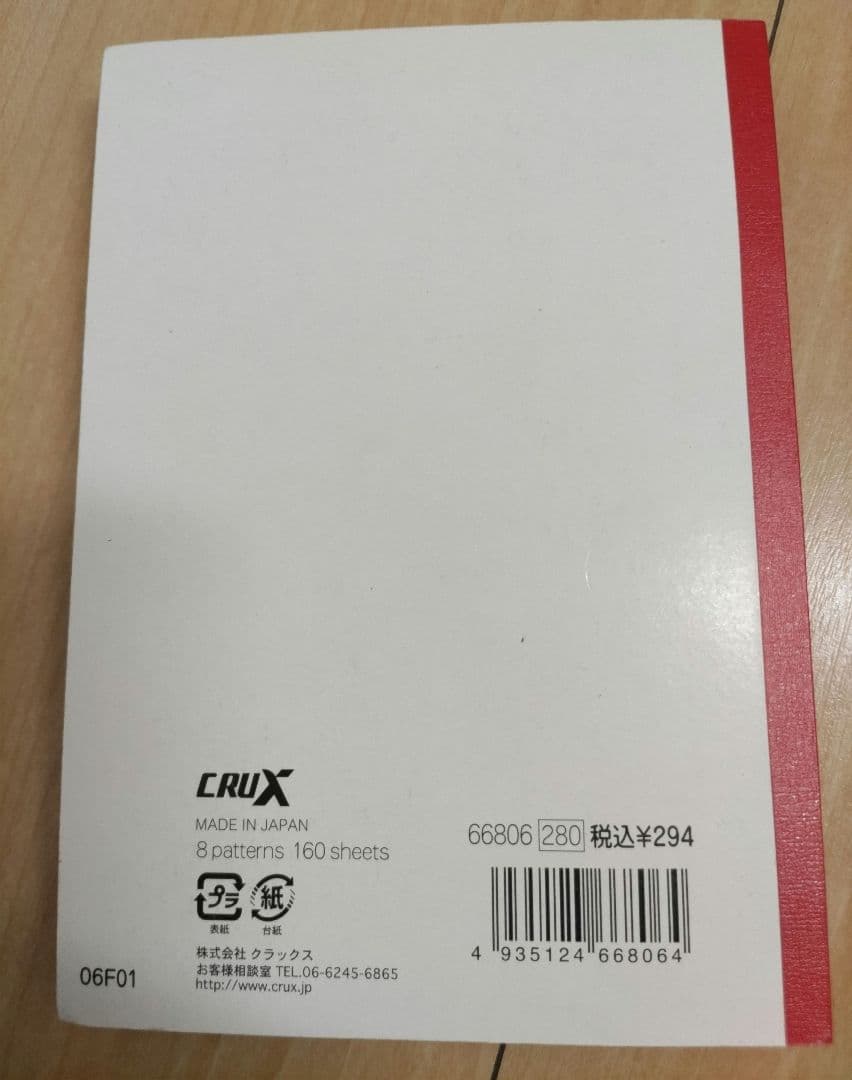 CRUX
MADE IN JAPAN
8 patterns 160 sheets
プラ 紙
表紙 台紙
株式会社 クラックス
お客様相談室 TEL.06-6245-6865
http://www.crux.jp
06F01
66806 280 税込¥294
4 935124 668064